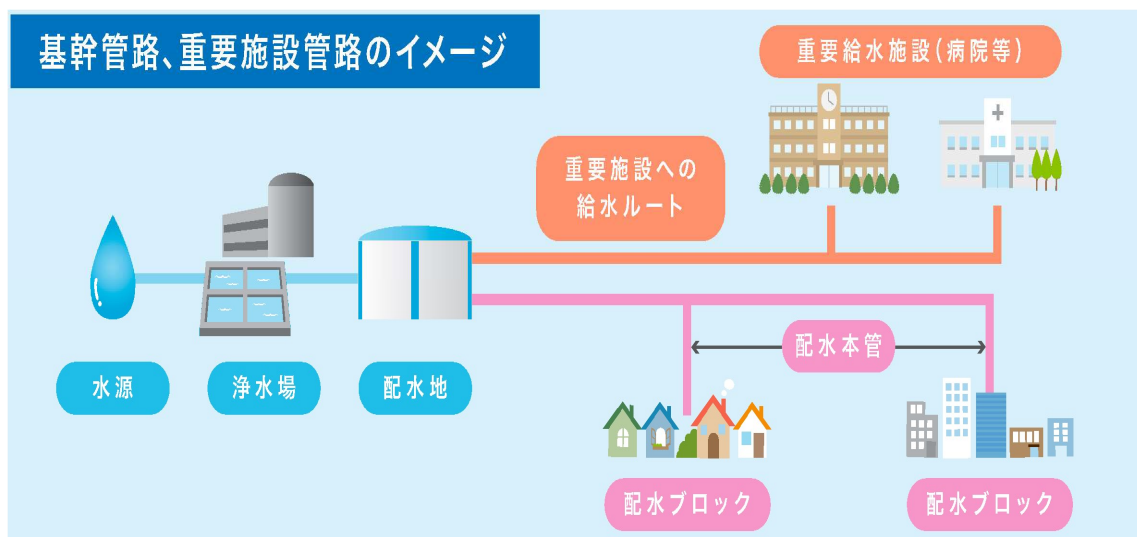 基幹管路、重要施設管路のイメージ
重要給水施設(病院等)
重要施設への
給水ルート
水源
浄水場
配水地
配水本管
配水ブロック
配水ブロック